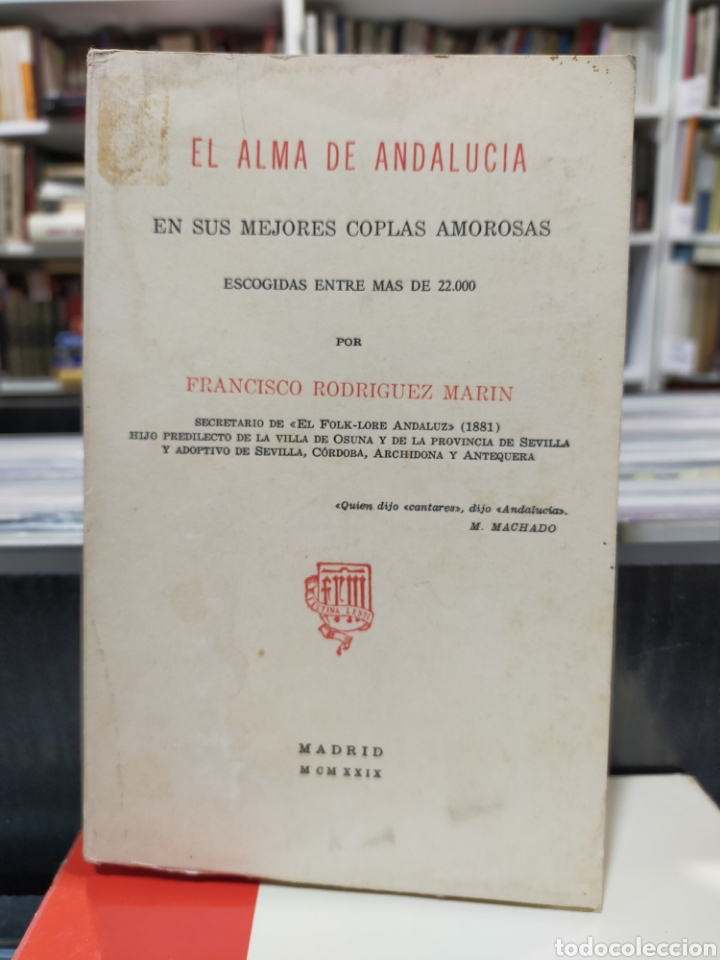 EL ALMA DE ANDALUCIA
EN SUS MEJORES COPLAS AMOROSAS
ESCOGIDAS ENTRE MAS DE 22.000
POR
FRANCISCO RODRIGUEZ MARIN
SECRETARIO DE «EL FOLK-LORE ANDALUZ» (1881)
HIJO PREDILECTO DE LA VILLA DE OSUNA Y DE LA PROVINCIA DE SEVILLA
Y ADOPTIVO DE SEVILLA, CÓRDOBA, ARCHIDONA Y ANTEQUERA
«Quien dijo «cantares», dijo «Andalucía».
M. MACHADO
frm
MADRID
MCMXXIX
todocoleccion